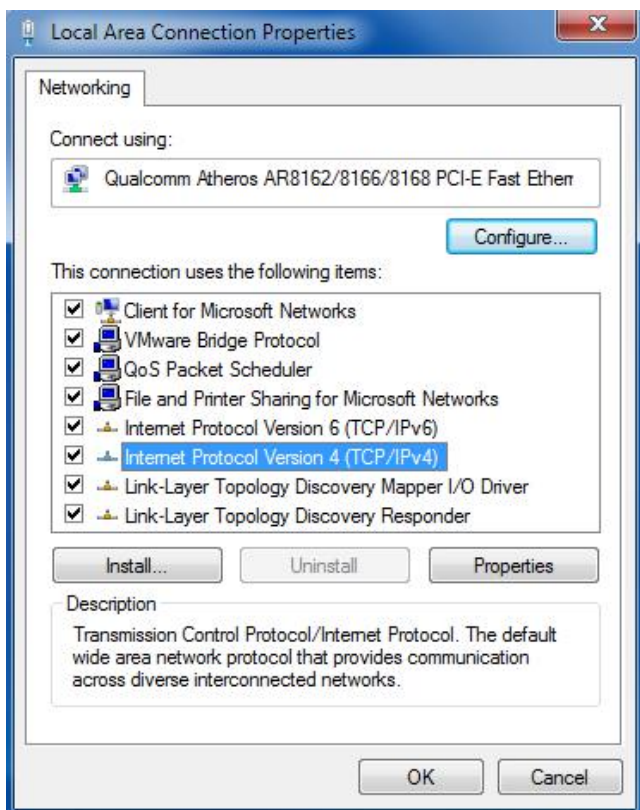 Local Area Connection Properties
Networking
Connect using:
Qualcomm Atheros AR8162/8166/8168 PCI-E Fast
Configure...
This connection uses the following items:
Client for Microsoft Networks
VMware Bridge Protocol
QoS Packet Scheduler
File and Printer Sharing for Microsoft Networks
Internet Protocol Version 6 (TCP/IPv6)
Internet Protocol Version 4 (TCP/IPv4)
Link-Layer Topology Discovery Mapper I/O Driver
Link-Layer Topology Discovery Responder
Install...
Uninstall
Properties
Description
Transmission Control Protocol/Internet Protocol. The default
wide area network protocol that provides communication
across diverse interconnected networks.
OK
Cancel